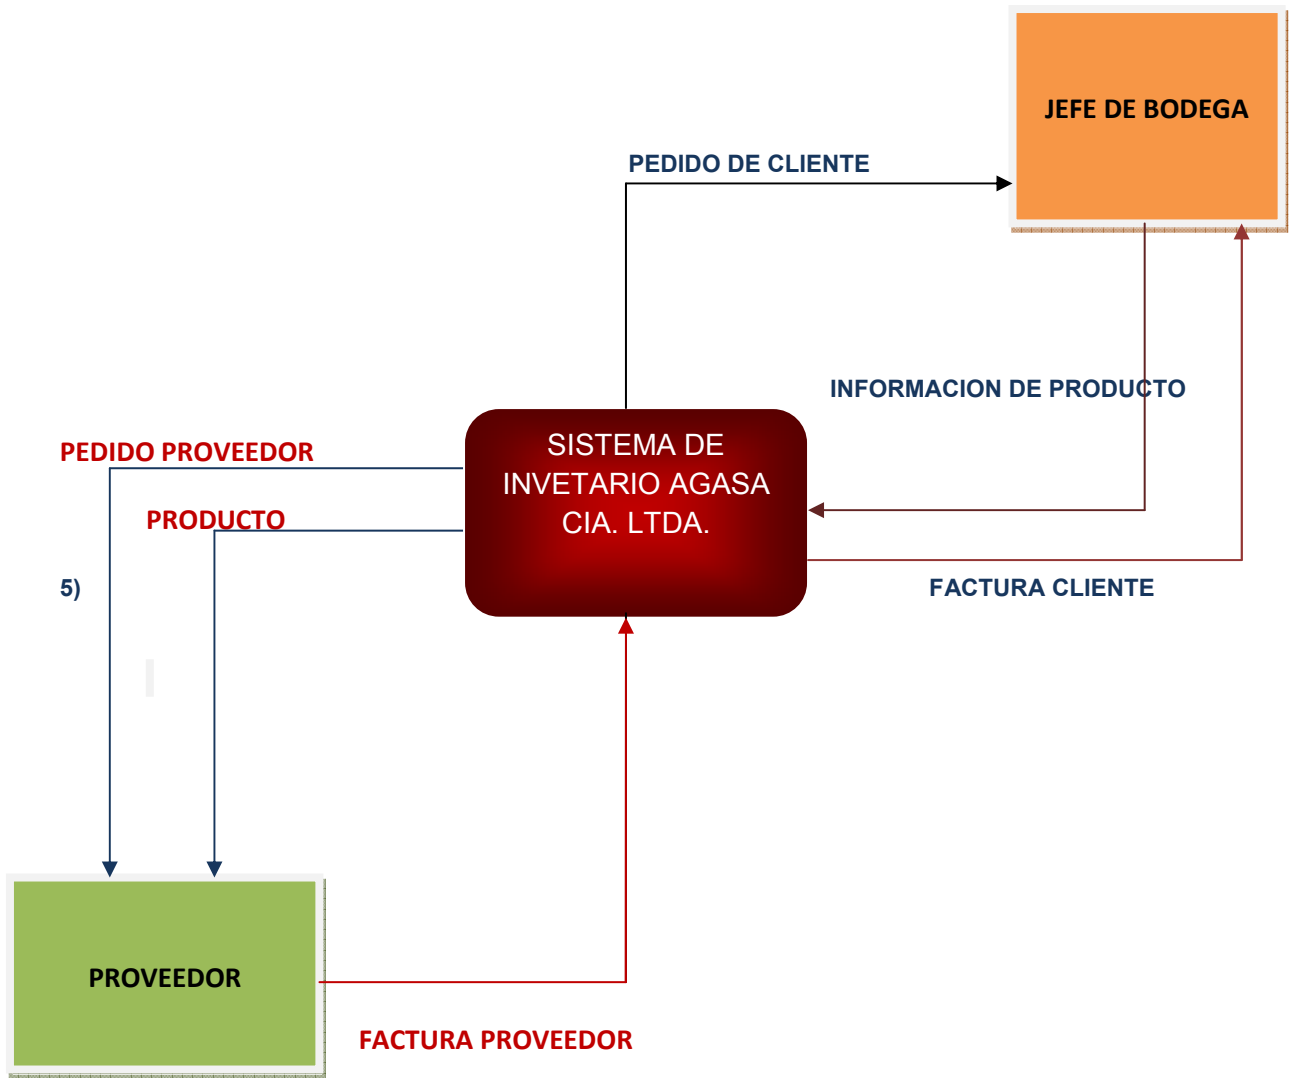 JEFE DE BODEGA
PEDIDO DE CLIENTE
INFORMACION DE PRODUCTO
SISTEMA DE
INVETARIO AGASA
CIA. LTDA.
PEDIDO PROVEEDOR
PRODUCTO
5)
FACTURA CLIENTE
PROVEEDOR
FACTURA PROVEEDOR